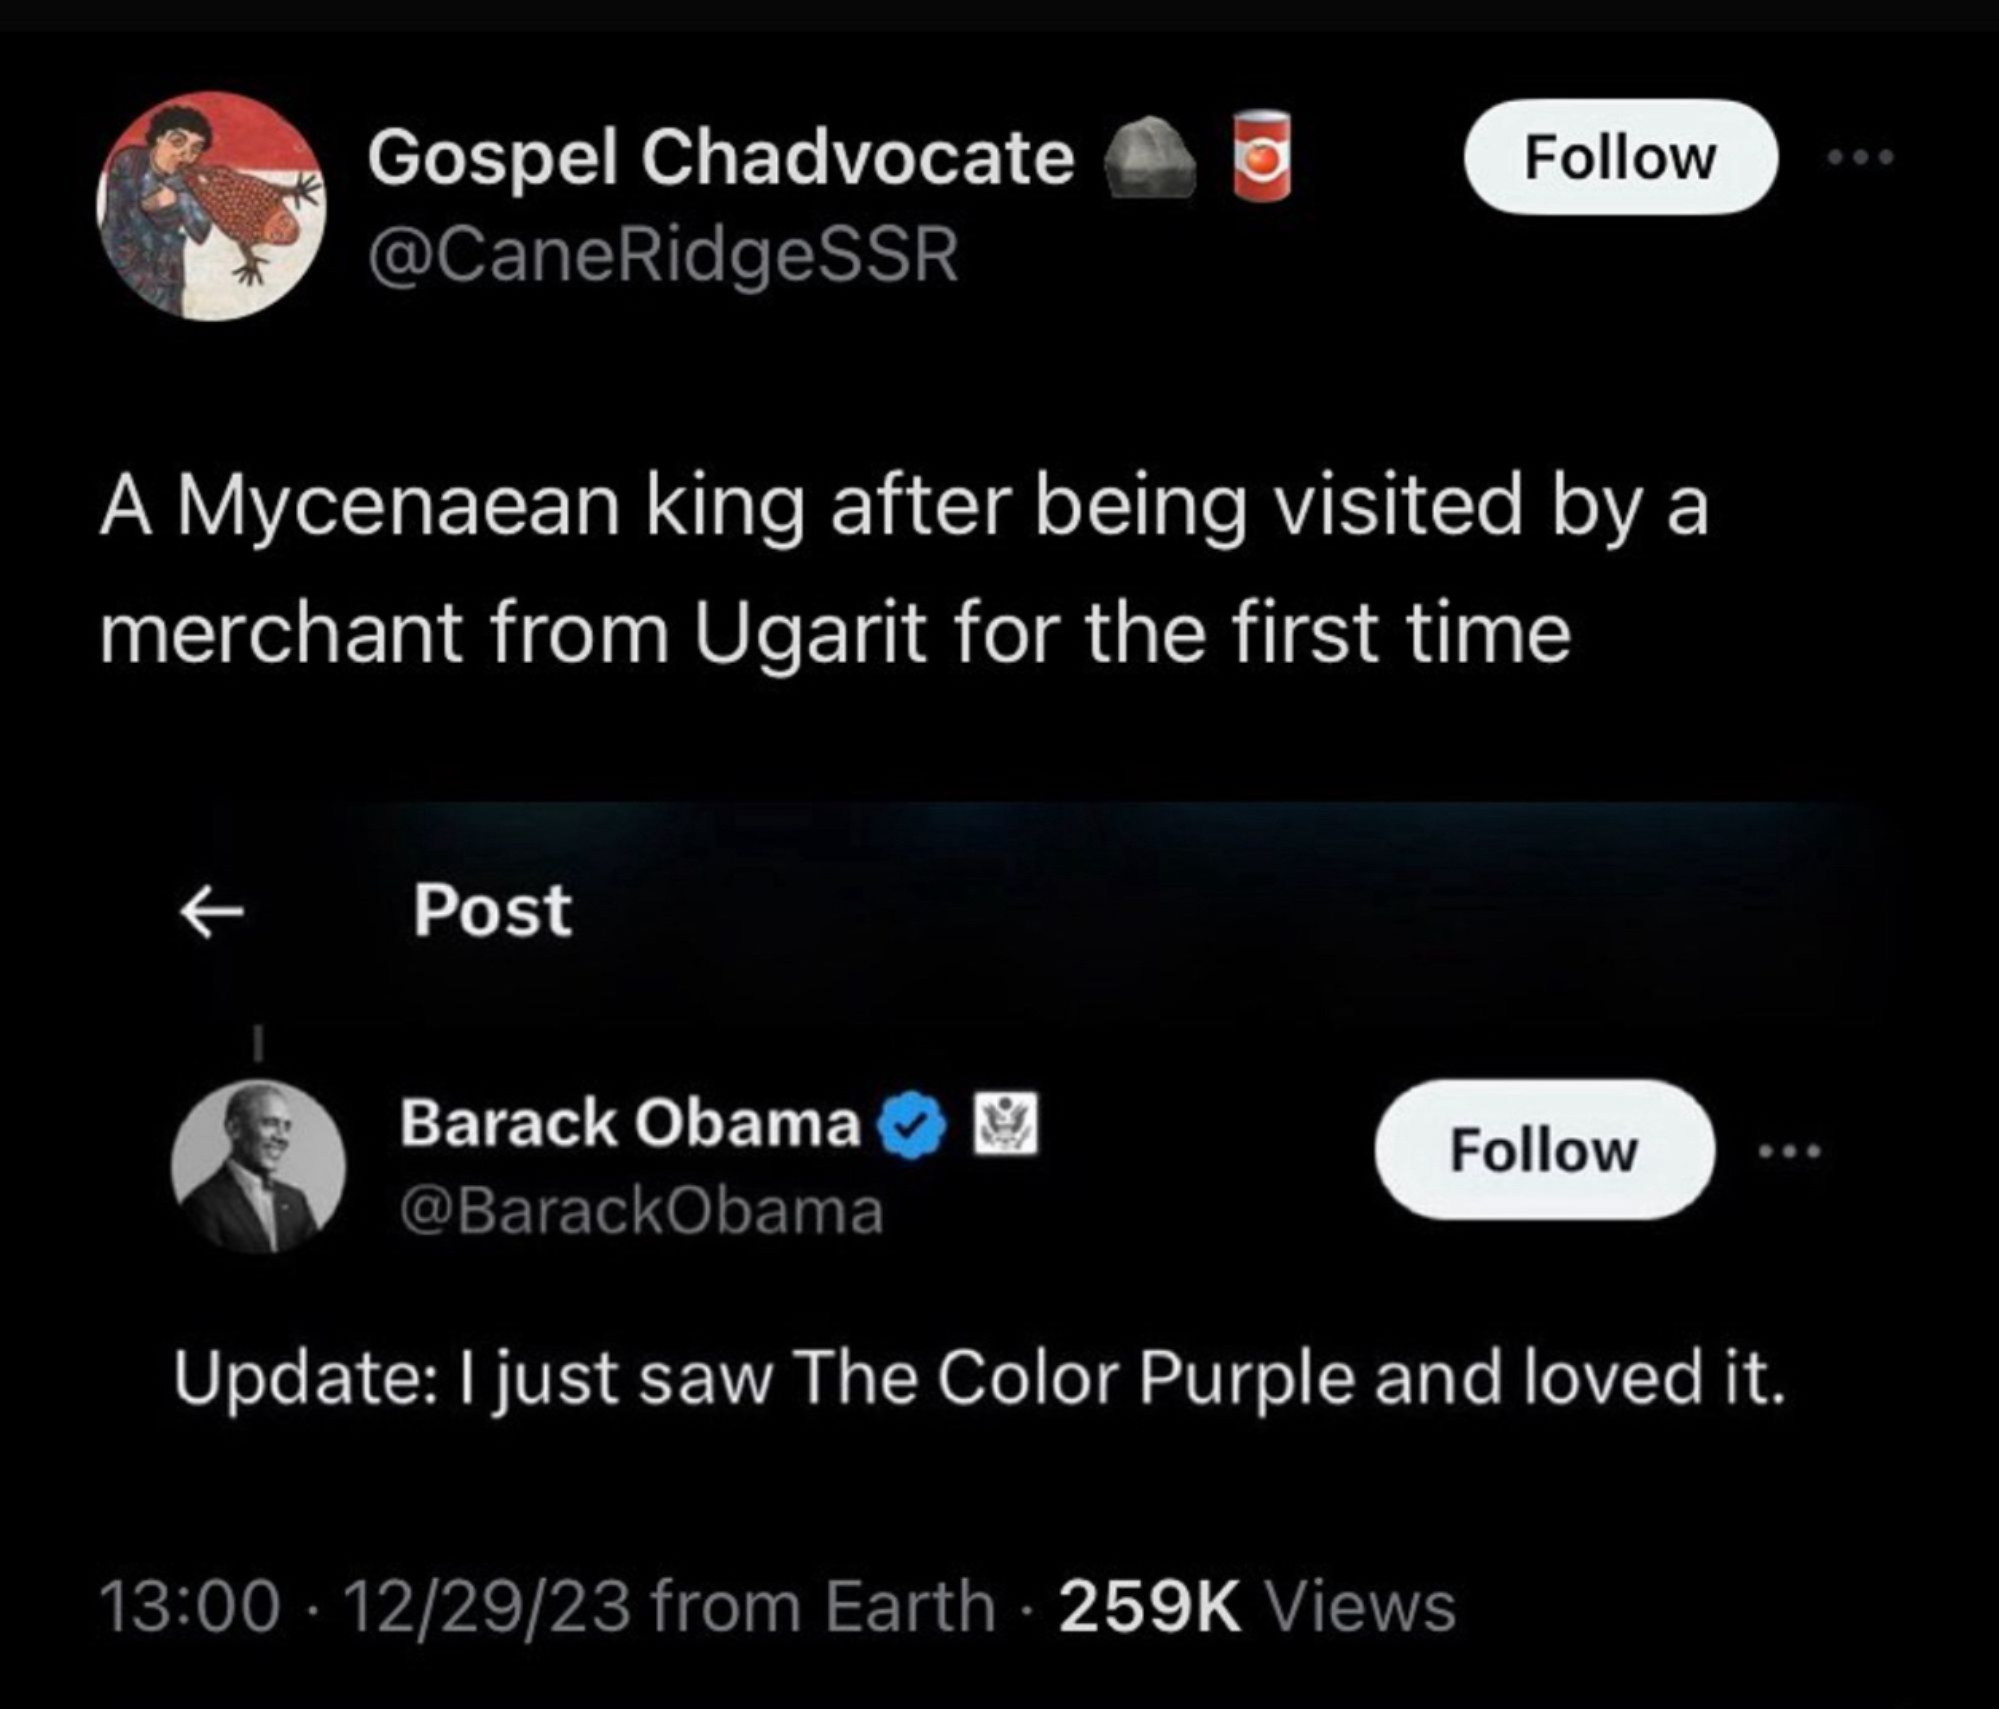 Gospel Chadvocate 🪨 🥫
Follow
@CaneRidgeSSR
A Mycenaean king after being visited by a
merchant from Ugarit for the first time
Post
Barack Obama
Follow
@BarackObama
Update: I just saw The Color Purple and loved it.
13:00 · 12/29/23 from Earth · 259K Views